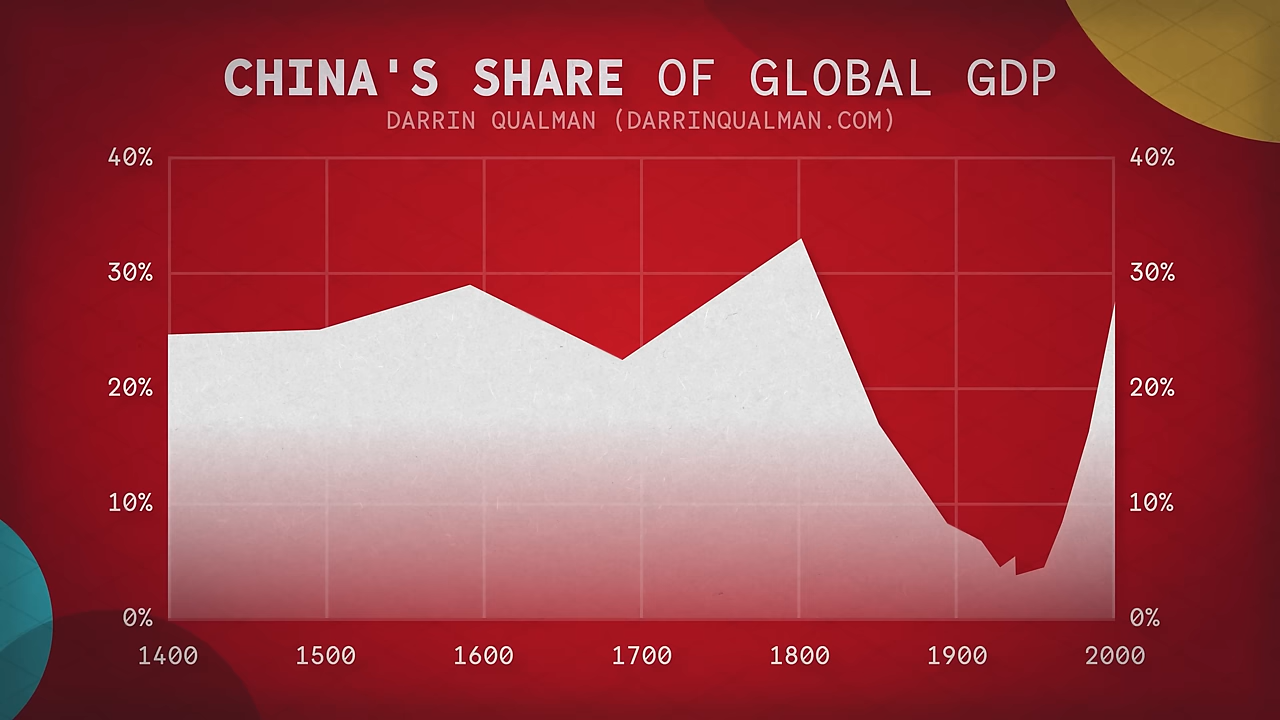 CHINA'S SHARE OF GLOBAL GDP
DARRIN QUALMAN (DARRINQUALMAN.COM)
40% 40%
30% 30%
20% 20%
10% 10%
0% 0%
1400 1500 1600 1700 1800 1900 2000